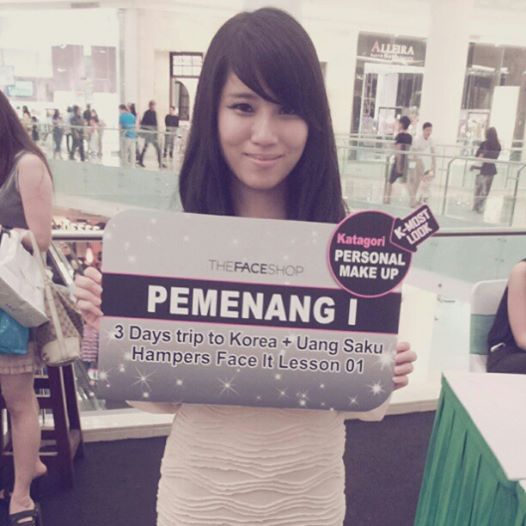 ALLEIRA
THEFACESHOP
Katagori
PERSONAL
MAKE UP
K-MOST
LOOK
PEMENANG I
3 Days trip to Korea + Uang Saku
Hampers Face It Lesson 01